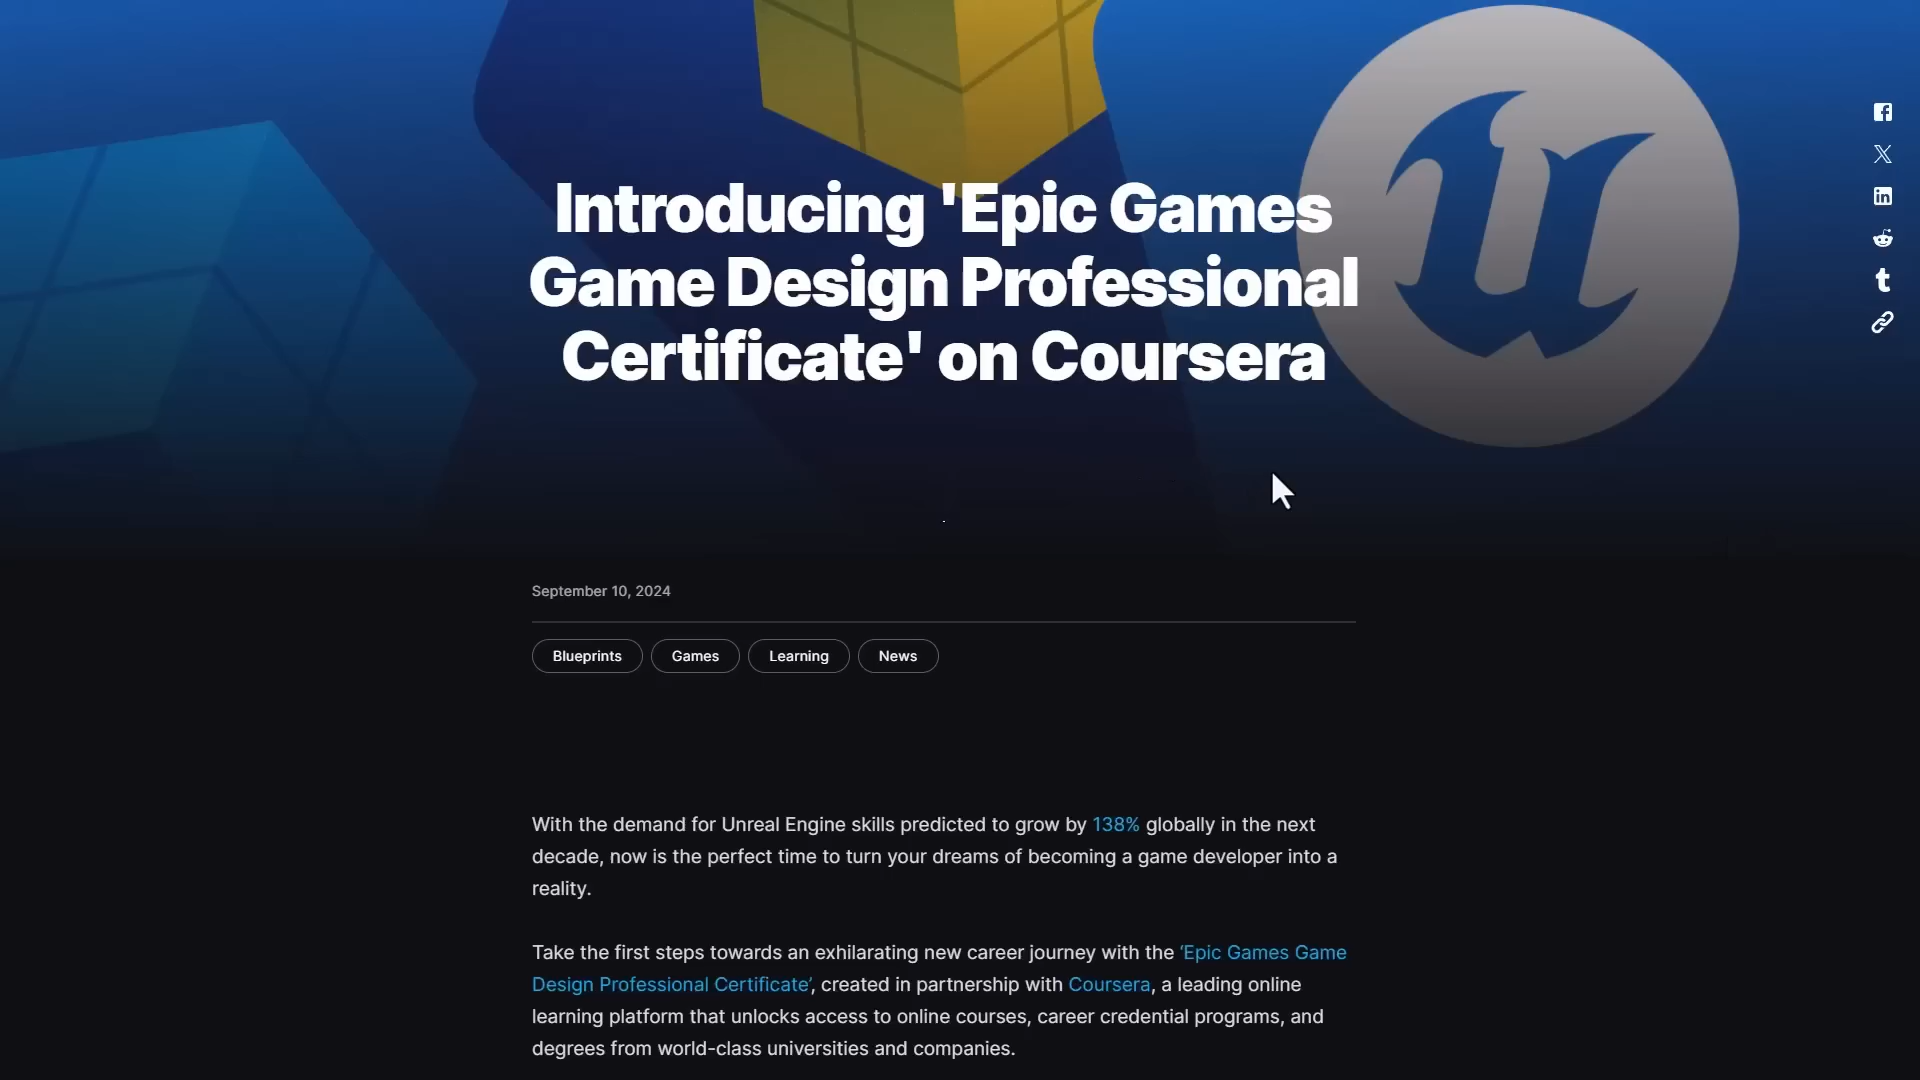 Introducing 'Epic Games
Game Design Professional
Certificate' on Coursera
September 10, 2024
Blueprints
Games
Learning
News
With the demand for Unreal Engine skills predicted to grow by 138% globally in the next
decade, now is the perfect time to turn your dreams of becoming a game developer into a
reality.
Take the first steps towards an exhilarating new career journey with the ‘Epic Games Game
Design Professional Certificate’, created in partnership with Coursera, a leading online
learning platform that unlocks access to online courses, career credential programs, and
degrees from world-class universities and companies.